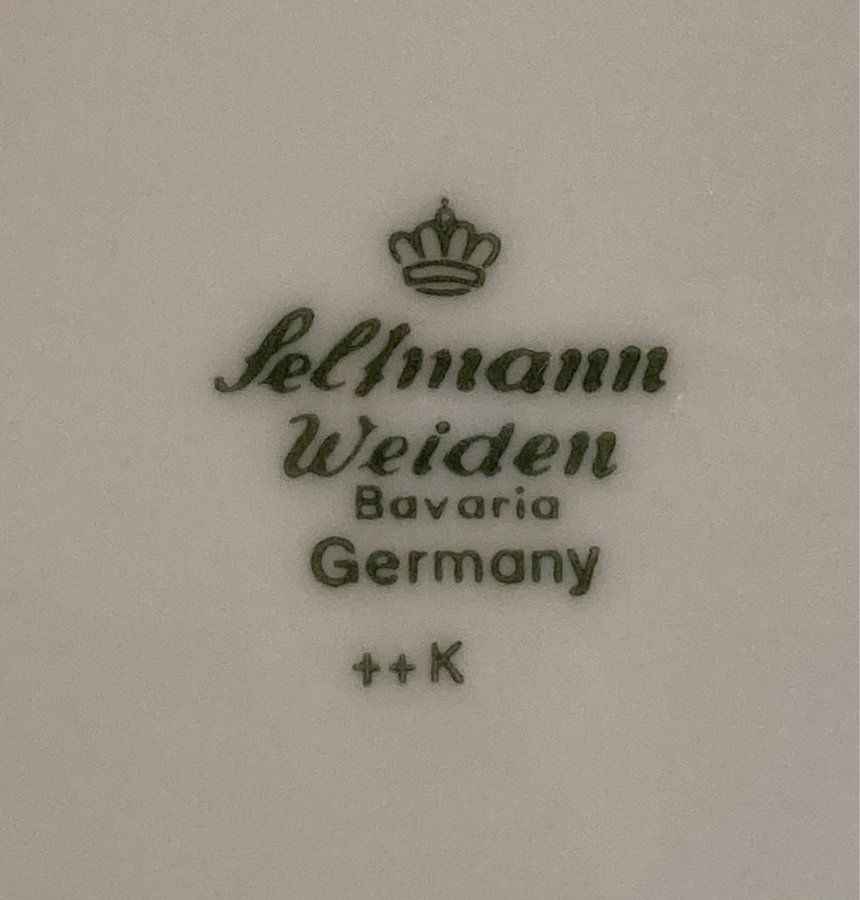 Seltmann
Weiden
Bavaria
Germany
++K